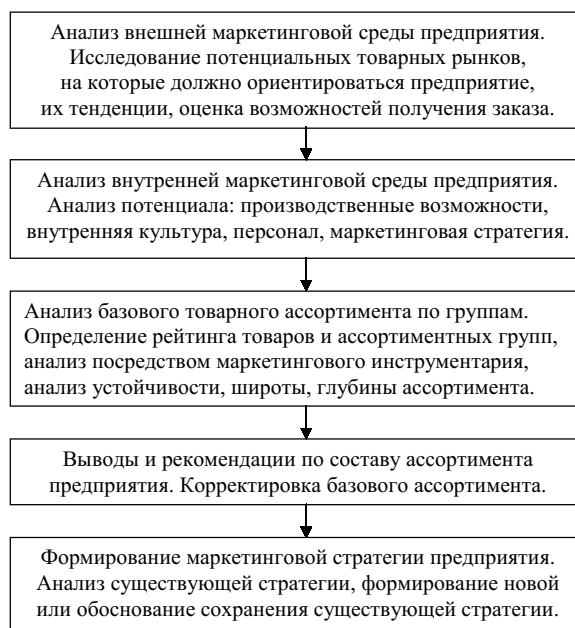 Анализ внешней маркетинговой среды предприятия.
Исследование потенциальных товарных рынков,
на которые должно ориентироваться предприятие,
их тенденции, оценка возможностей получения заказа.
Анализ внутренней маркетинговой среды предприятия.
Анализ потенциала: производственные возможности,
внутренняя культура, персонал, маркетинговая стратегия.
Анализ базового товарного ассортимента по группам.
Определение рейтинга товаров и ассортиментных групп,
анализ посредством маркетингового инструментария,
анализ устойчивости, широты, глубины ассортимента.
Выводы и рекомендации по составу ассортимента
предприятия. Корректировка базового ассортимента.
Формирование маркетинговой стратегии предприятия.
Анализ существующей стратегии, формирование новой
или обоснование сохранения существующей стратегии.